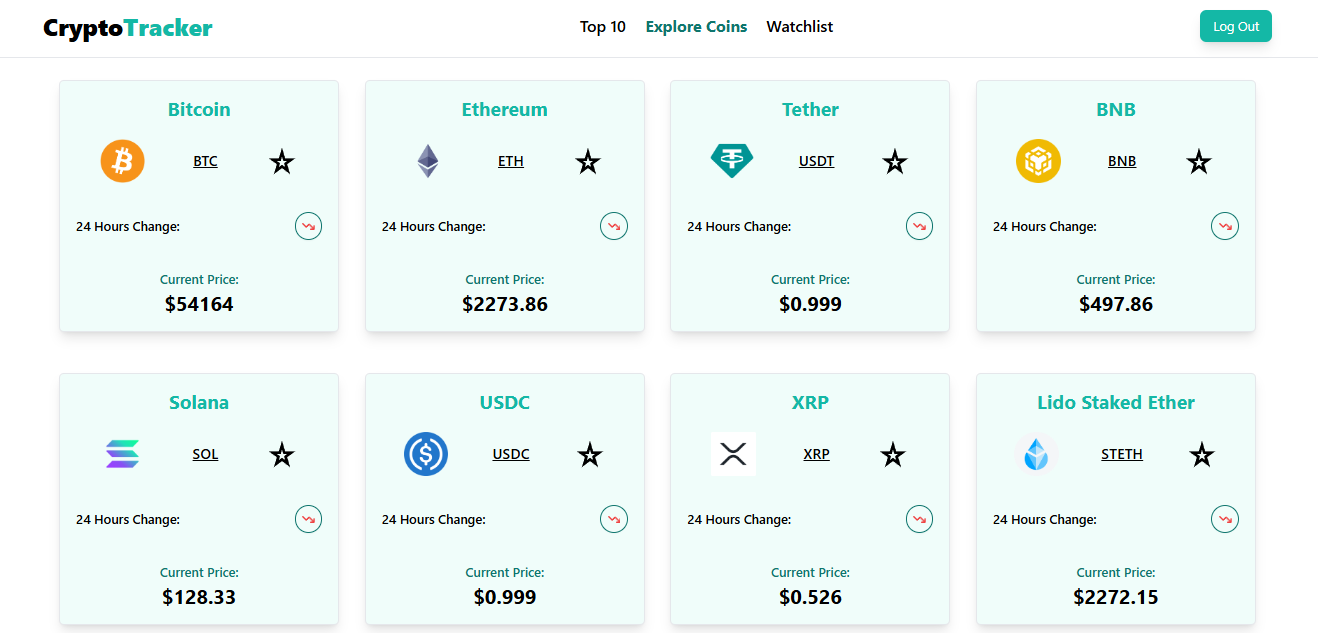 CryptoTracker
Top 10 Explore Coins Watchlist
Log Out
Bitcoin
BTC
24 Hours Change:
Current Price:
$54164
Ethereum
ETH
24 Hours Change:
Current Price:
$2273.86
Tether
USDT
24 Hours Change:
Current Price:
$0.999
BNB
BNB
24 Hours Change:
Current Price:
$497.86
Solana
SOL
24 Hours Change:
Current Price:
$128.33
USDC
USDC
24 Hours Change:
Current Price:
$0.999
XRP
XRP
24 Hours Change:
Current Price:
$0.526
Lido Staked Ether
STETH
24 Hours Change:
Current Price:
$2272.15